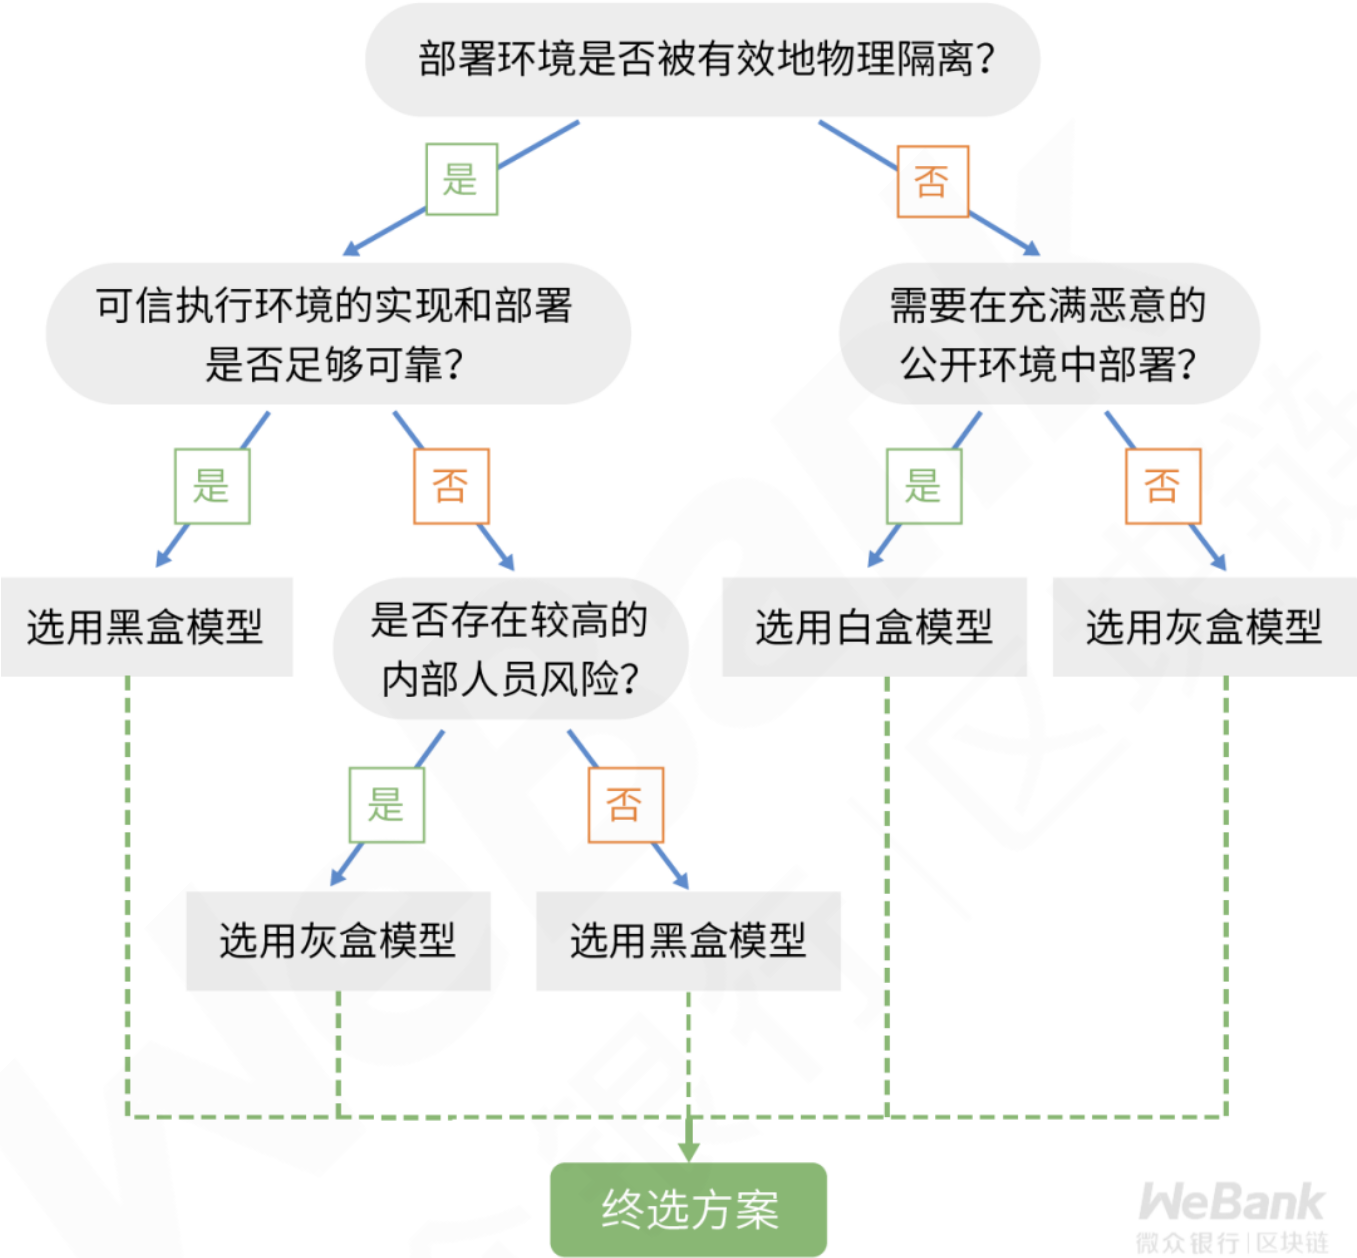 部署环境是否被有效地物理隔离？
是
否
可信执行环境的实现和部署
是否足够可靠？
需要在充满恶意的
公开环境中部署？
是
否
是
否
选用黑盒模型
是否存在较高的
内部人员风险？
选用白盒模型
选用灰盒模型
是
否
选用灰盒模型
选用黑盒模型
终选方案
WeBank
微众银行|区块链